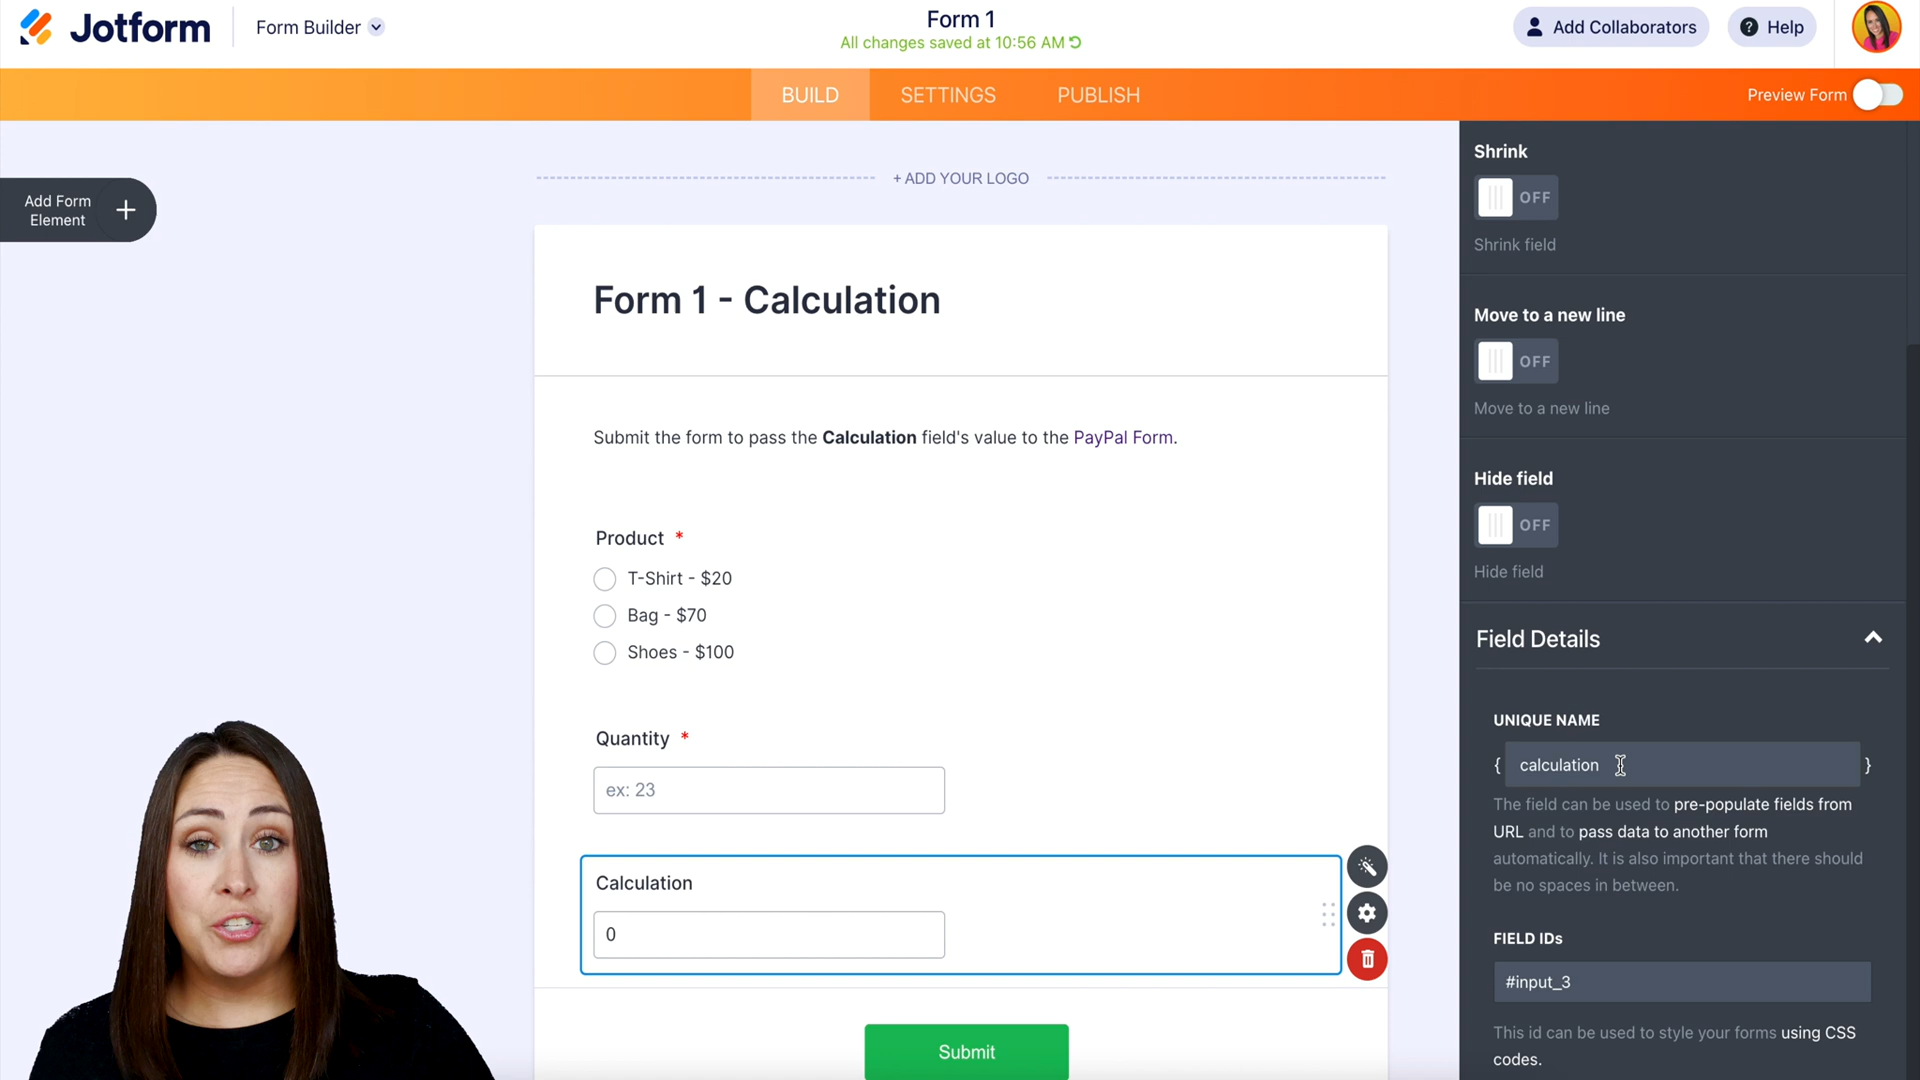 Jotform
Form Builder
Form 1
All changes saved at 10:56 AM
Add Collaborators
? Help
BUILD
SETTINGS
PUBLISH
Preview Form
Add Form
Element
+ ADD YOUR LOGO
Form 1 - Calculation
Submit the form to pass the Calculation field's value to the PayPal Form.
Product *
T-Shirt - $20
Bag - $70
Shoes - $100
Quantity *
ex: 23
Calculation
0
Submit
Shrink
OFF
Shrink field
Move to a new line
OFF
Move to a new line
Hide field
OFF
Hide field
Field Details
UNIQUE NAME
{ calculation }
The field can be used to pre-populate fields from
URL and to pass data to another form
automatically. It is also important that there should
be no spaces in between.
FIELD IDs
#input_3
This id can be used to style your forms using CSS
codes.